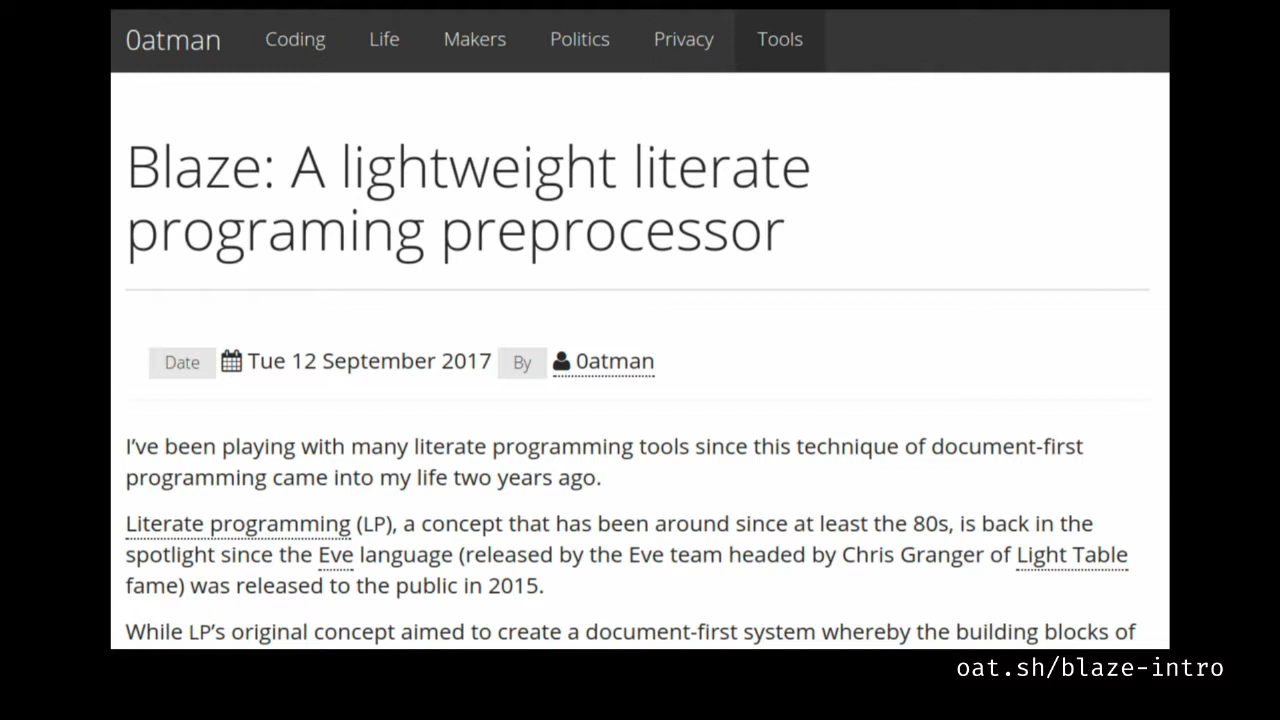 0atman Coding Life Makers Politics Privacy Tools
Blaze: A lightweight literate
programing preprocessor
Date Tue 12 September 2017 By 0atman
I’ve been playing with many literate programming tools since this technique of document-first
programming came into my life two years ago.
Literate programming (LP), a concept that has been around since at least the 80s, is back in the
spotlight since the Eve language (released by the Eve team headed by Chris Granger of Light Table
fame) was released to the public in 2015.
While LP’s original concept aimed to create a document-first system whereby the building blocks of
oat.sh/blaze-intro